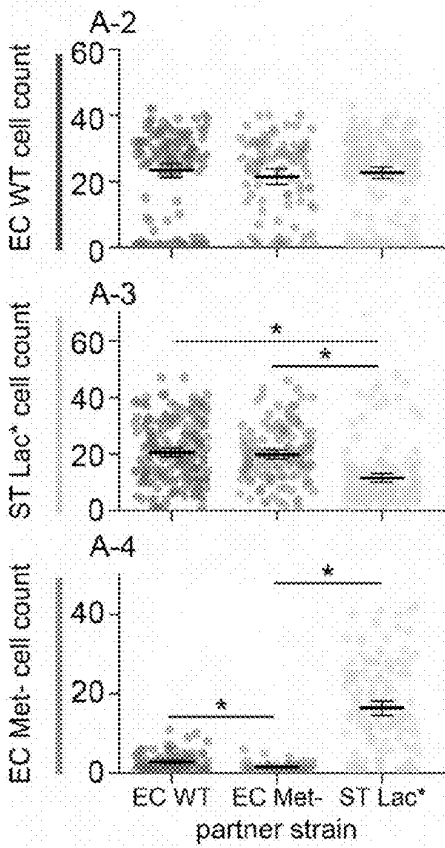 A-2
EC WT cell count
60
40
20
0
A-3
*
*
ST Lac* cell count
60
40
20
0
A-4
*
*
EC Met- cell count
40
20
0
EC WT EC Met- ST Lac*
partner strain